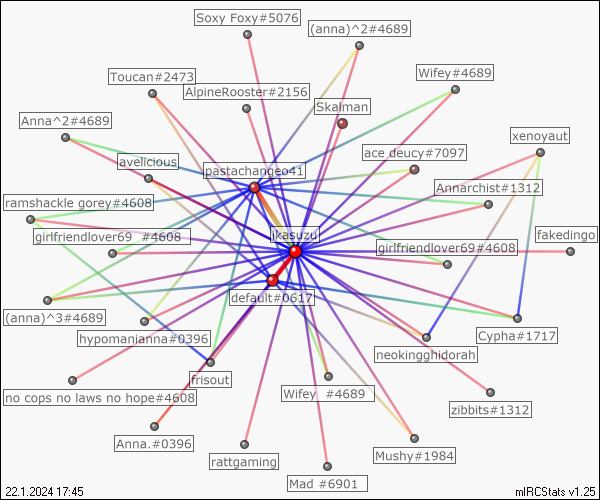 Soxy Foxy#5076
(anna)^2#4689
Wifey#4689
Toucan#2473
AlpineRooster#2156
Skalman
Anna^2#4689
xenoyaut
avelicious
ace deucy#7097
pastachangeo41
Annarchist#1312
ramshackle gorey#4608
ikasuzu
girlfriendlover69 #4608
girlfriendlover69#4608
fakedingo
default#0617
(anna)^3#4689
hypomanianna#0396
Cypha#1717
neokingghidorah
frisout
no cops no laws no hope#4608
Wifey #4689
zibbits#1312
Anna.#0396
rattgaming
Mushy#1984
Mad #6901
22.1.2024 17:45
mIRCStats v1.25